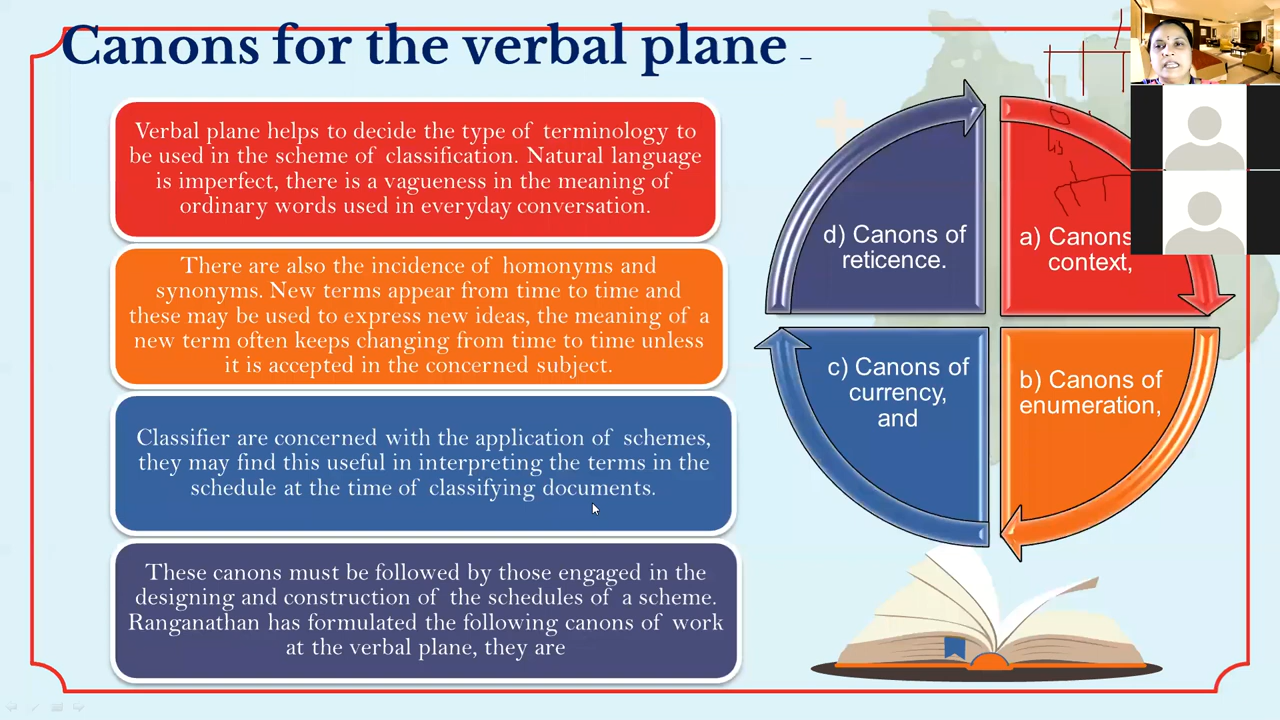 Canons for the verbal plane –
Verbal plane helps to decide the type of terminology to
be used in the scheme of classification. Natural language
is imperfect, there is a vagueness in the meaning of
ordinary words used in everyday conversation.
There are also the incidence of homonyms and
synonyms. New terms appear from time to time and
these may be used to express new ideas, the meaning of a
new term often keeps changing from time to time unless
it is accepted in the concerned subject.
Classifier are concerned with the application of schemes,
they may find this useful in interpreting the terms in the
schedule at the time of classifying documents.
These canons must be followed by those engaged in the
designing and construction of the schedules of a scheme.
Ranganathan has formulated the following canons of work
at the verbal plane, they are
a) Canons
context,
b) Canons of
enumeration,
c) Canons of
currency,
and
d) Canons of
reticence.